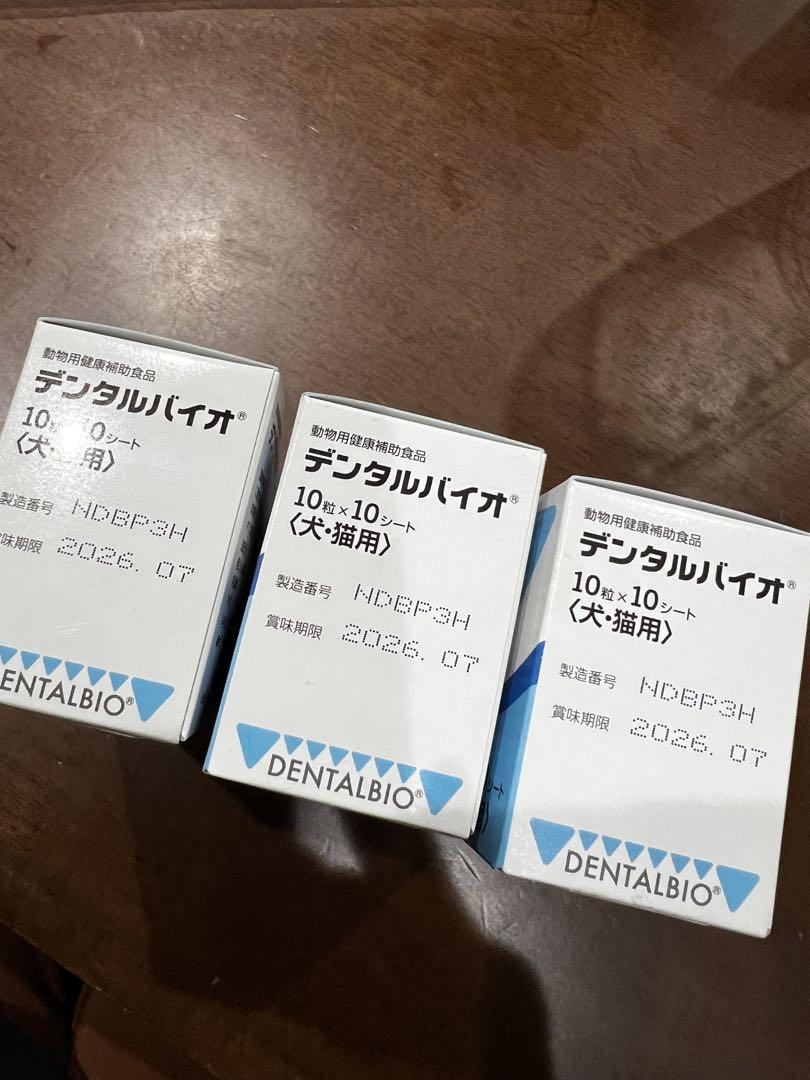 動物用健康補助食品
デンタルバイオ®
10粒 0シート
〈犬 用〉
製造番号 NDBP3H
味期限 2026. 07
ENTALBIO®
動物用健康補助食品
デンタルバイオ®
10粒×10シート
〈犬・猫用〉
製造番号 NDBP3H
賞味期限 2026. 07
DENTALBIO®
動物用健康補助食品
デンタルバイオ®
10粒×10シート
〈犬・猫用〉
製造番号 NDBP3H
賞味期限 2026. 07
DENTALBIO®